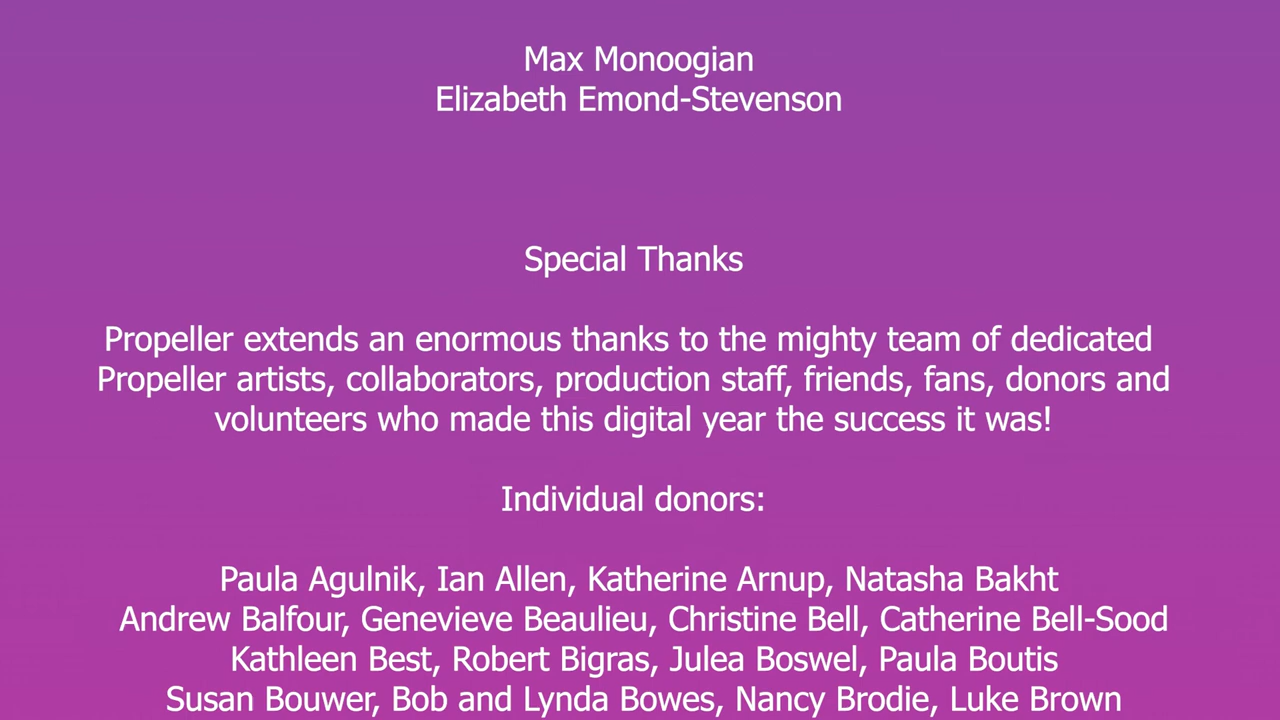 Max Monoogian
Elizabeth Emond-Stevenson
Special Thanks
Propeller extends an enormous thanks to the mighty team of dedicated
Propeller artists, collaborators, production staff, friends, fans, donors and
volunteers who made this digital year the success it was!
Individual donors:
Paula Agulnik, Ian Allen, Katherine Arnup, Natasha Bakht
Andrew Balfour, Genevieve Beaulieu, Christine Bell, Catherine Bell-Sood
Kathleen Best, Robert Bigras, Julea Boswel, Paula Boutis
Susan Bouwer, Bob and Lynda Bowes, Nancy Brodie, Luke Brown